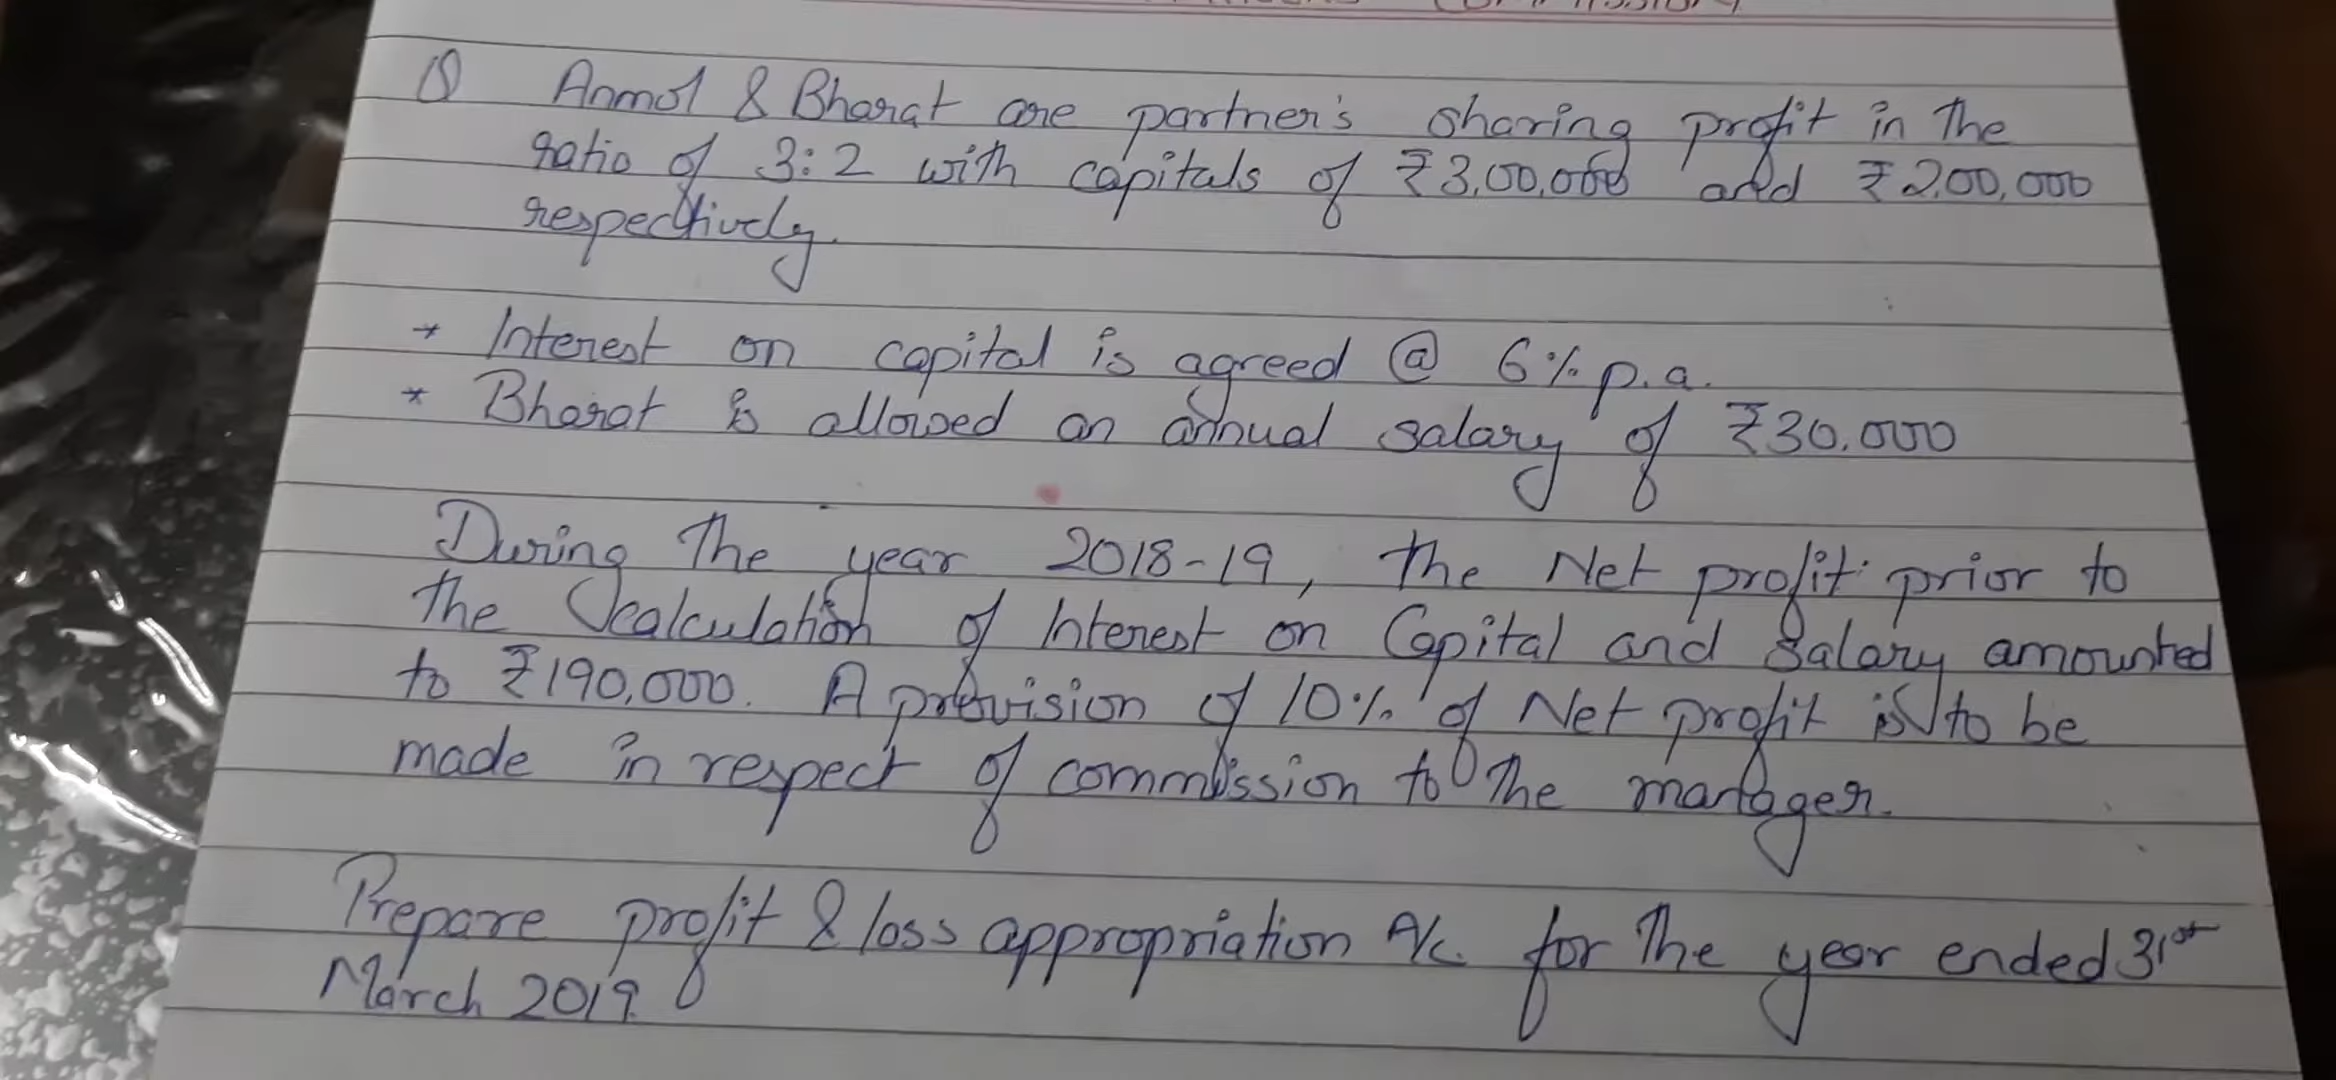 Q Anmol & Bharat are partner's sharing profit in the
ratio of 3:2 with capitals of ₹3,00,000 and ₹2,00,000
respectively.
* Interest on capital is agreed @ 6% p.a.
* Bharat is allowed an annual salary of ₹30,000
During the year 2018-19, the Net profit prior to
the calculation of Interest on Capital and Salary amounted
to ₹190,000. A provision of 10% of Net profit is to be
made in respect of commission to the manager.
Prepare profit & loss appropriation A/c. for the year ended 31st
March 2019.